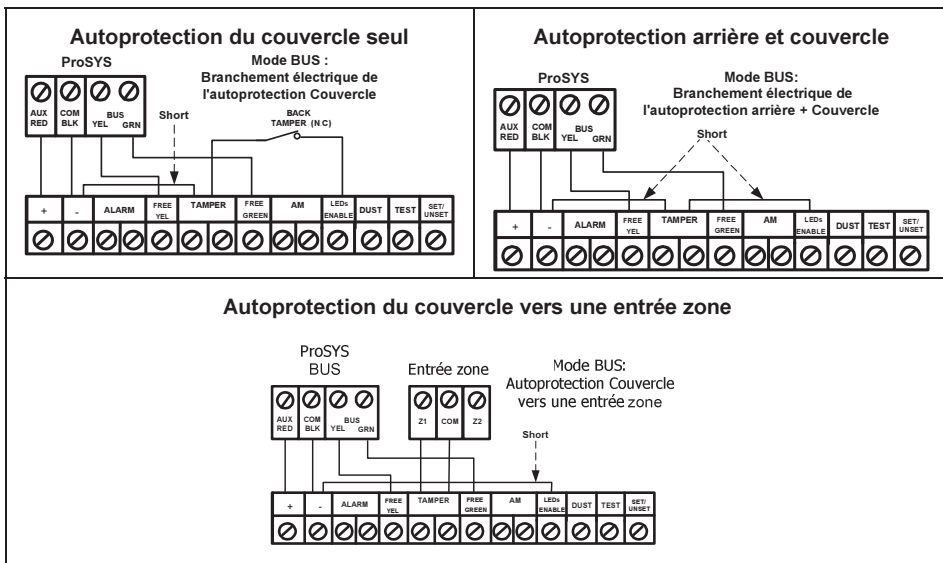 Autoprotection du couvercle seul
ProSYS
Mode BUS :
Branchement électrique de
l'autoprotection Couvercle
AUX
RED
COM
BLK
BUS
YEL GRN
Short
BACK
TAMPER (N.C)
+ - ALARM FREE YEL TAMPER FREE GREEN AM LEDs ENABLE DUST TEST SET/ UNSET
Autoprotection arrière et couvercle
ProSYS
Mode BUS:
Branchement électrique de
l'autoprotection arrière + Couvercle
AUX
RED
COM
BLK
BUS
YEL GRN
Short
+ - ALARM FREE YEL TAMPER FREE GREEN AM LEDs ENABLE DUST TEST SET/ UNSET
Autoprotection du couvercle vers une entrée zone
ProSYS
BUS
Entrée zone
Mode BUS:
Autoprotection Couvercle
vers une entrée zone
AUX
RED
COM
BLK
BUS
YEL GRN
Z1 COM Z2
Short
+ - ALARM FREE YEL TAMPER FREE GREEN AM LEDs ENABLE DUST TEST SET/ UNSET